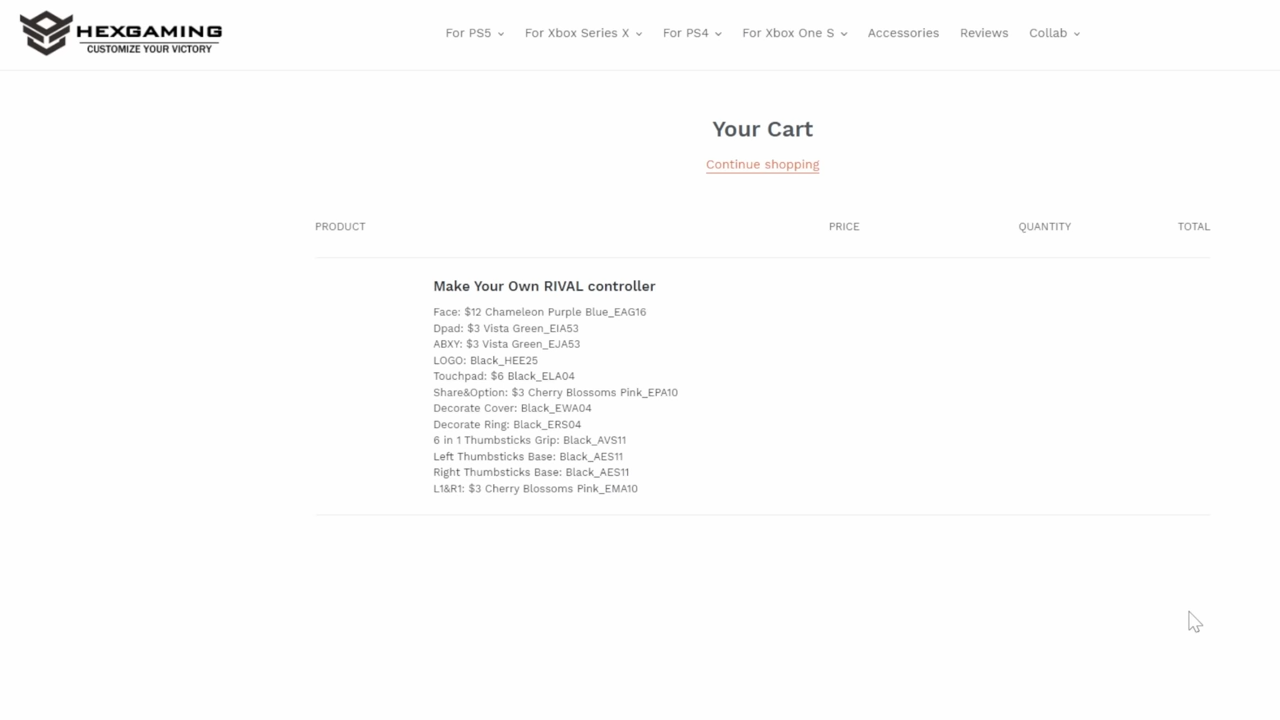 HEXGAMING
CUSTOMIZE YOUR VICTORY
For PS5 For Xbox Series X For PS4 For Xbox One S Accessories Reviews Collab
Your Cart
Continue shopping
PRODUCT PRICE QUANTITY TOTAL
Make Your Own RIVAL controller
Face: $12 Chameleon Purple Blue_EAG16
Dpad: $3 Vista Green_EIA53
ABXY: $3 Vista Green_EJA53
LOGO: Black_HEE25
Touchpad: $6 Black_ELA04
Share&Option: $3 Cherry Blossoms Pink_EPA10
Decorate Cover: Black_EWA04
Decorate Ring: Black_ERS04
6 in 1 Thumbsticks Grip: Black_AVS11
Left Thumbsticks Base: Black_AES11
Right Thumbsticks Base: Black_AES11
L1&R1: $3 Cherry Blossoms Pink_EMA10